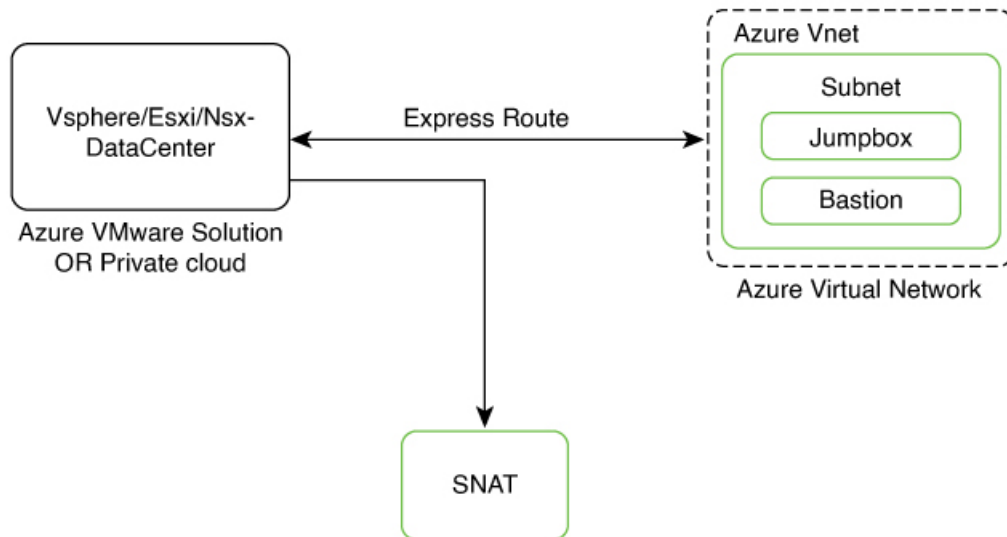 Vsphere/Esxi/Nsx-
DataCenter
Azure VMware Solution
OR Private cloud
Express Route
Azure Vnet
Subnet
Jumpbox
Bastion
Azure Virtual Network
SNAT